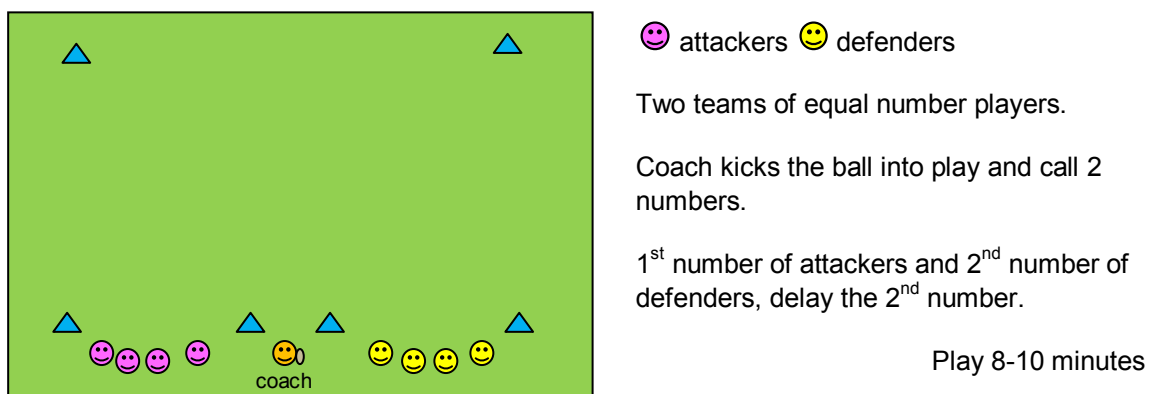 attackers defenders
Two teams of equal number players.
Coach kicks the ball into play and call 2
numbers.
1st number of attackers and 2nd number of
defenders, delay the 2nd number.
Play 8-10 minutes
coach